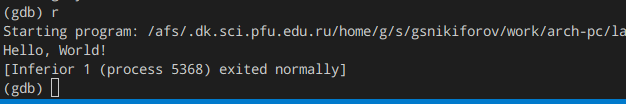 (gdb) r
Starting program: /afs/.dk.sci.pfu.edu.ru/home/g/s/gsnikiforov/work/arch-pc/la
Hello, World!
[Inferior 1 (process 5368) exited normally]
(gdb)